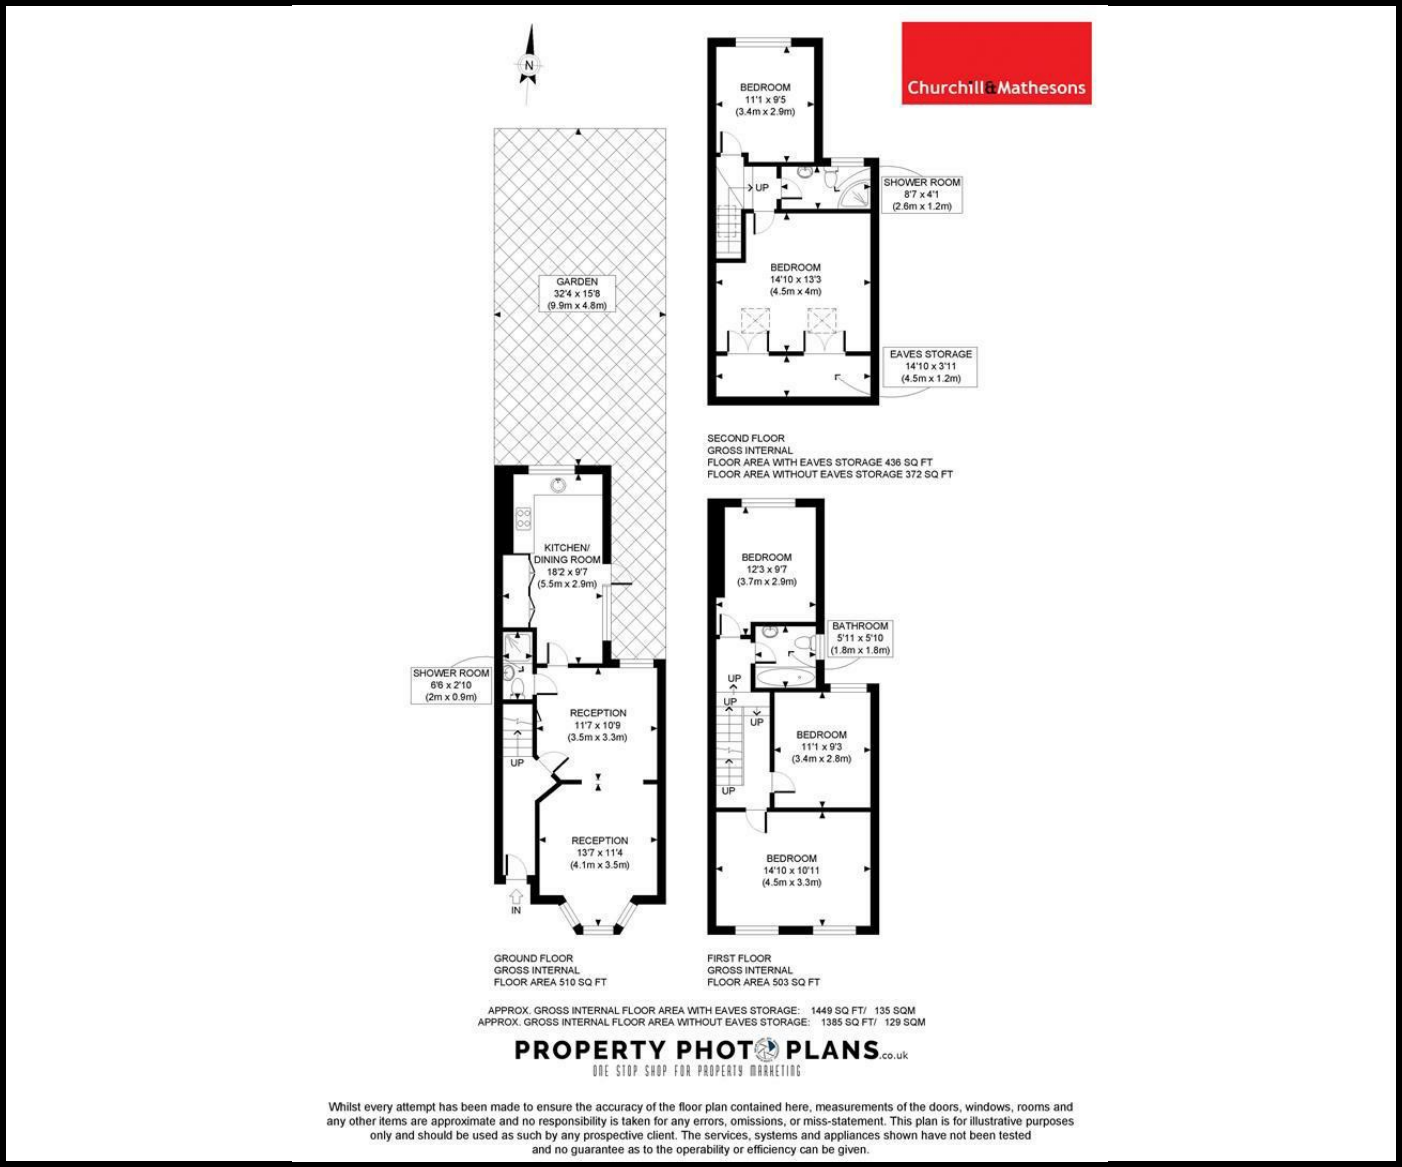 N
Churchill&Mathesons
BEDROOM
11'1 x 9'5
(3.4m x 2.9m)
UP
SHOWER ROOM
8'7 x 4'1
(2.6m x 1.2m)
BEDROOM
14'10 x 13'3
(4.5m x 4m)
EAVES STORAGE
14'10 x 3'11
(4.5m x 1.2m)
SECOND FLOOR
GROSS INTERNAL
FLOOR AREA WITH EAVES STORAGE 436 SQ FT
FLOOR AREA WITHOUT EAVES STORAGE 372 SQ FT
GARDEN
32'4 x 15'8
(9.9m x 4.8m)
KITCHEN/
DINING ROOM
18'2 x 9'7
(5.5m x 2.9m)
SHOWER ROOM
6'6 x 2'10
(2m x 0.9m)
RECEPTION
11'7 x 10'9
(3.5m x 3.3m)
UP
RECEPTION
13'7 x 11'4
(4.1m x 3.5m)
IN
GROUND FLOOR
GROSS INTERNAL
FLOOR AREA 510 SQ FT
BEDROOM
12'3 x 9'7
(3.7m x 2.9m)
BATHROOM
5'11 x 5'10
(1.8m x 1.8m)
UP
UP
UP
UP
BEDROOM
11'1 x 9'3
(3.4m x 2.8m)
BEDROOM
14'10 x 10'11
(4.5m x 3.3m)
FIRST FLOOR
GROSS INTERNAL
FLOOR AREA 503 SQ FT
APPROX. GROSS INTERNAL FLOOR AREA WITH EAVES STORAGE: 1449 SQ FT/ 135 SQM
APPROX. GROSS INTERNAL FLOOR AREA WITHOUT EAVES STORAGE: 1385 SQ FT/ 129 SQM
PROPERTY PHOTO PLANS.co.uk
ONE STOP SHOP FOR PROPERTY MARKETING
Whilst every attempt has been made to ensure the accuracy of the floor plan contained here, measurements of the doors, windows, rooms and
any other items are approximate and no responsibility is taken for any errors, omissions, or miss-statement. This plan is for illustrative purposes
only and should be used as such by any prospective client. The services, systems and appliances shown have not been tested
and no guarantee as to the operability or efficiency can be given.